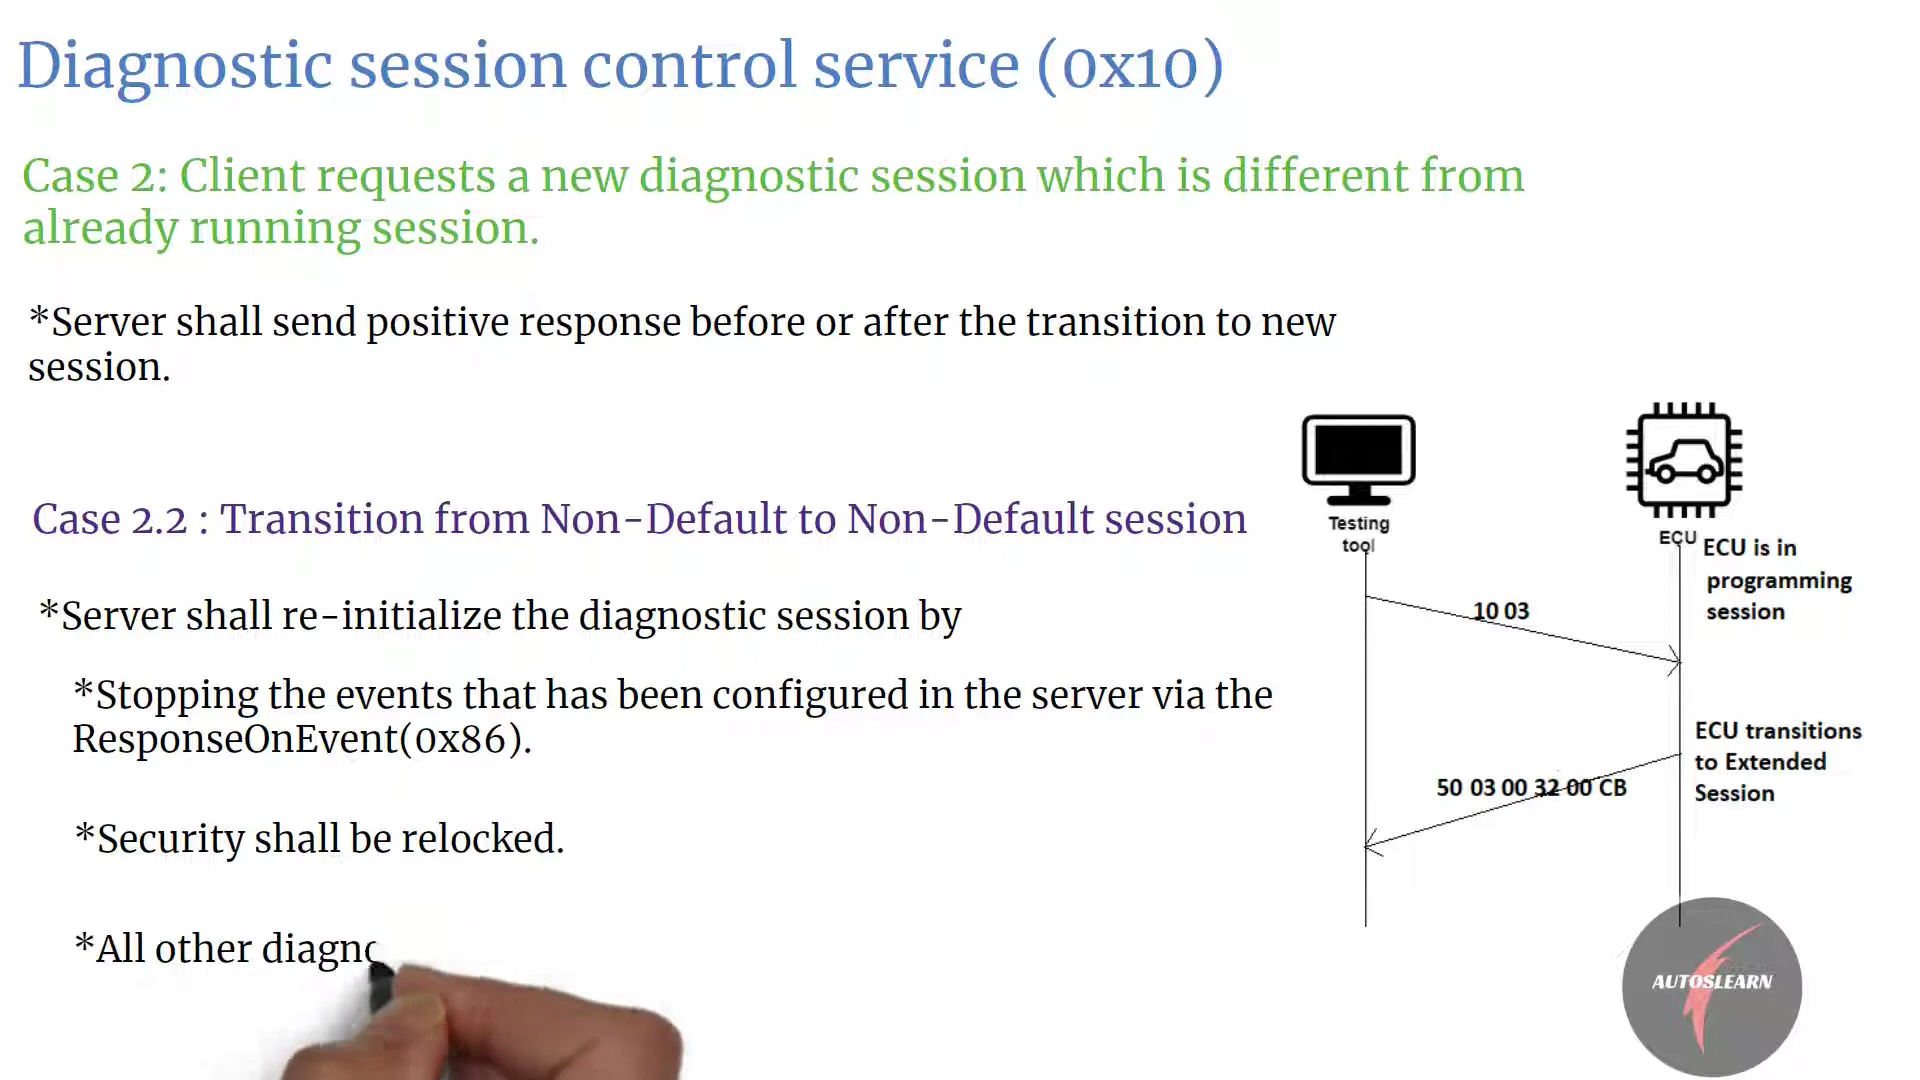 Diagnostic session control service (0x10)
Case 2: Client requests a new diagnostic session which is different from
already running session.
*Server shall send positive response before or after the transition to new
session.
Case 2.2 : Transition from Non-Default to Non-Default session
*Server shall re-initialize the diagnostic session by
*Stopping the events that has been configured in the server via the
ResponseOnEvent(0x86).
*Security shall be relocked.
*All other diagno
Testing
tool
ECU
ECU is in
programming
session
10 03
ECU transitions
to Extended
Session
50 03 00 32 00 CB
AUTOSLEARN